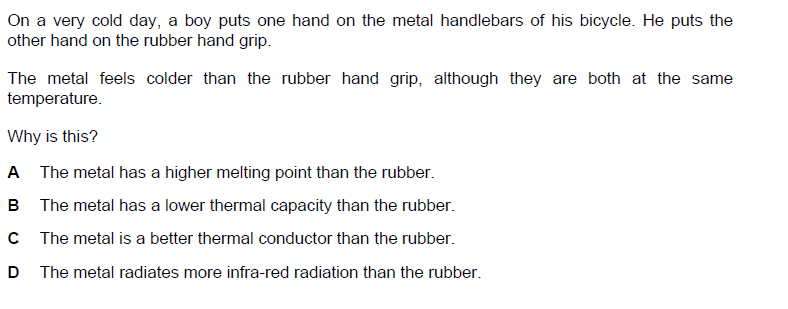 On a very cold day, a boy puts one hand on the metal handlebars of his bicycle. He puts the
other hand on the rubber hand grip.
The metal feels colder than the rubber hand grip, although they are both at the same
temperature.
Why is this?
A The metal has a higher melting point than the rubber.
B The metal has a lower thermal capacity than the rubber.
C The metal is a better thermal conductor than the rubber.
D The metal radiates more infra-red radiation than the rubber.